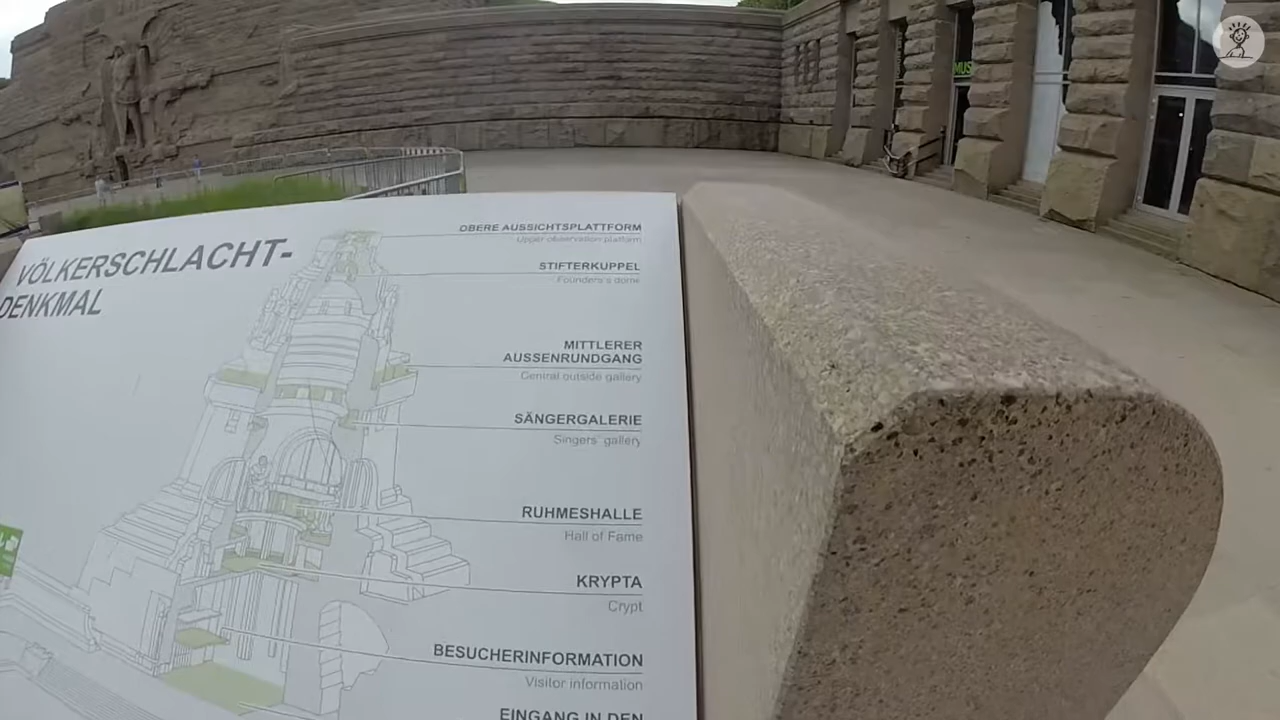 VÖLKERSCHLACHT-
DENKMAL
OBERE AUSSICHTSPLATTFORM
Upper observation platform
STIFTERKUPPEL
Founders's dome
MITTLERER
AUSSENRUNDGANG
Central outside gallery
SÄNGERGALERIE
Singers' gallery
RUHMESHALLE
Hall of Fame
KRYPTA
Crypt
BESUCHERINFORMATION
Visitor information
EINGANG IN DEN
MUS